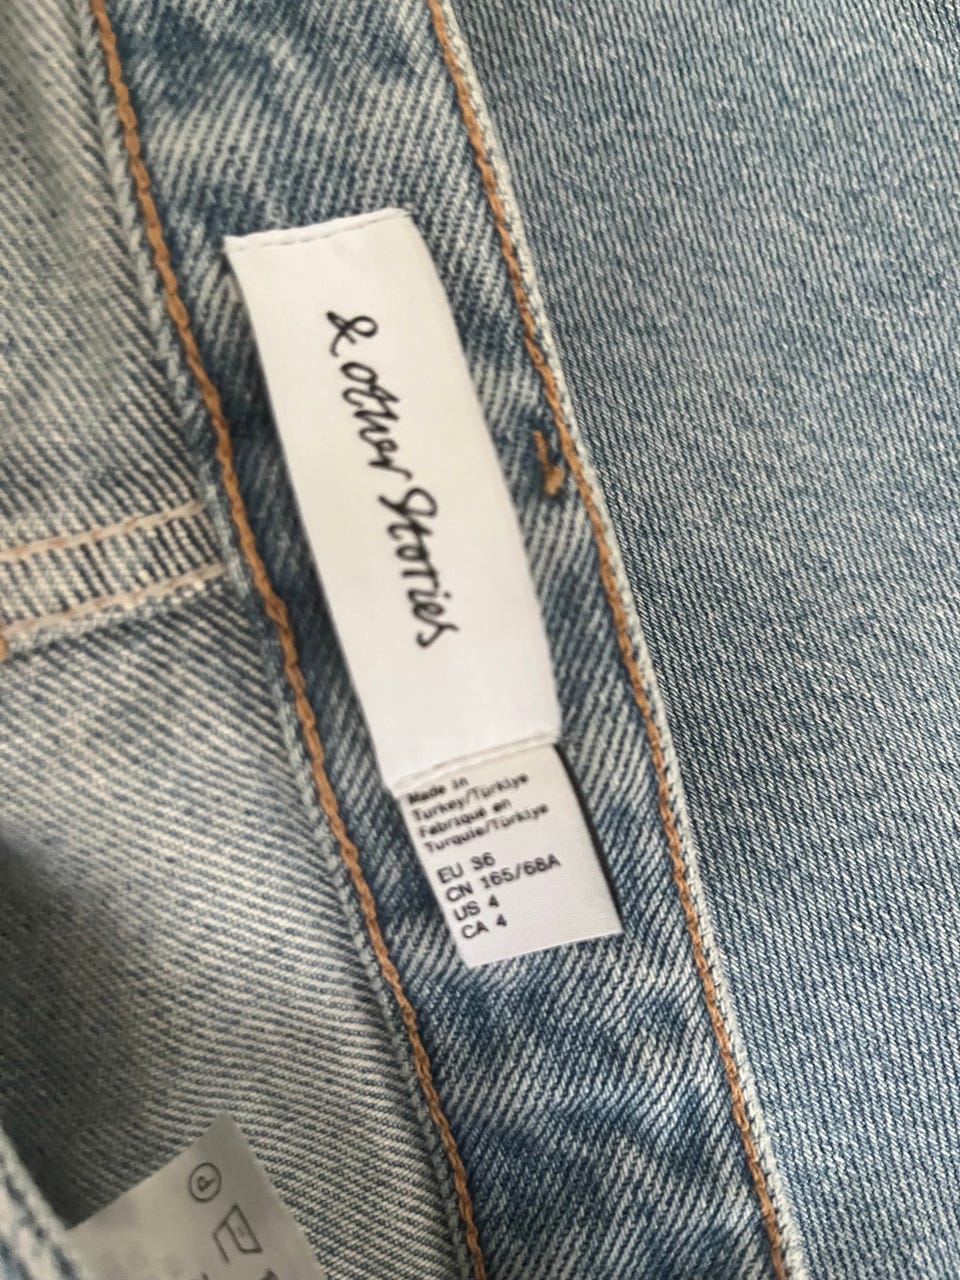 & Other Stories
Made in
Turkey/Türkiye
Fabriqué en
Turquie/Türkiye
EU 36
CN 165/68A
US 4
CA 4
P